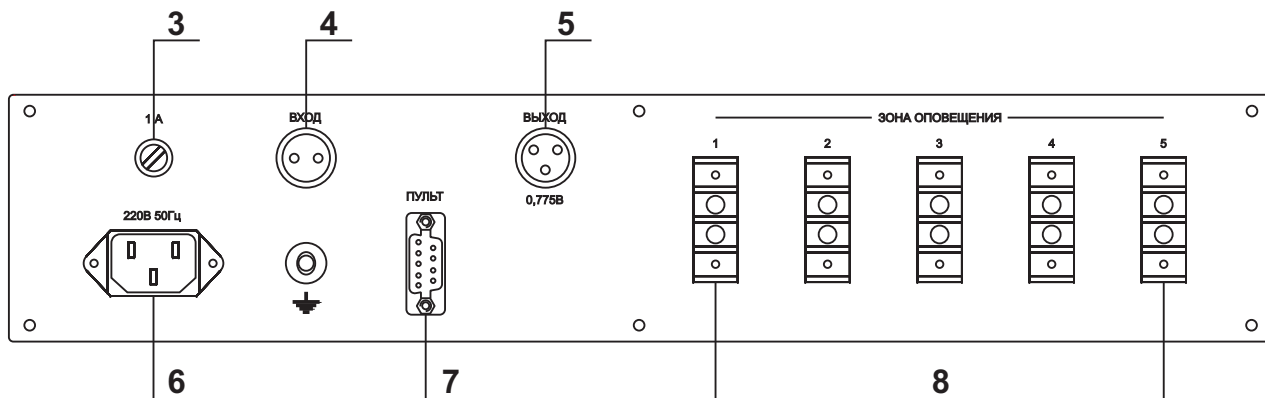 3 4 5
1 А ВХОД ВЫХОД ЗОНА ОПОВЕЩЕНИЯ
1 2 3 4 5
ПУЛЬТ 0,775В
220В 50Гц
6 7 8